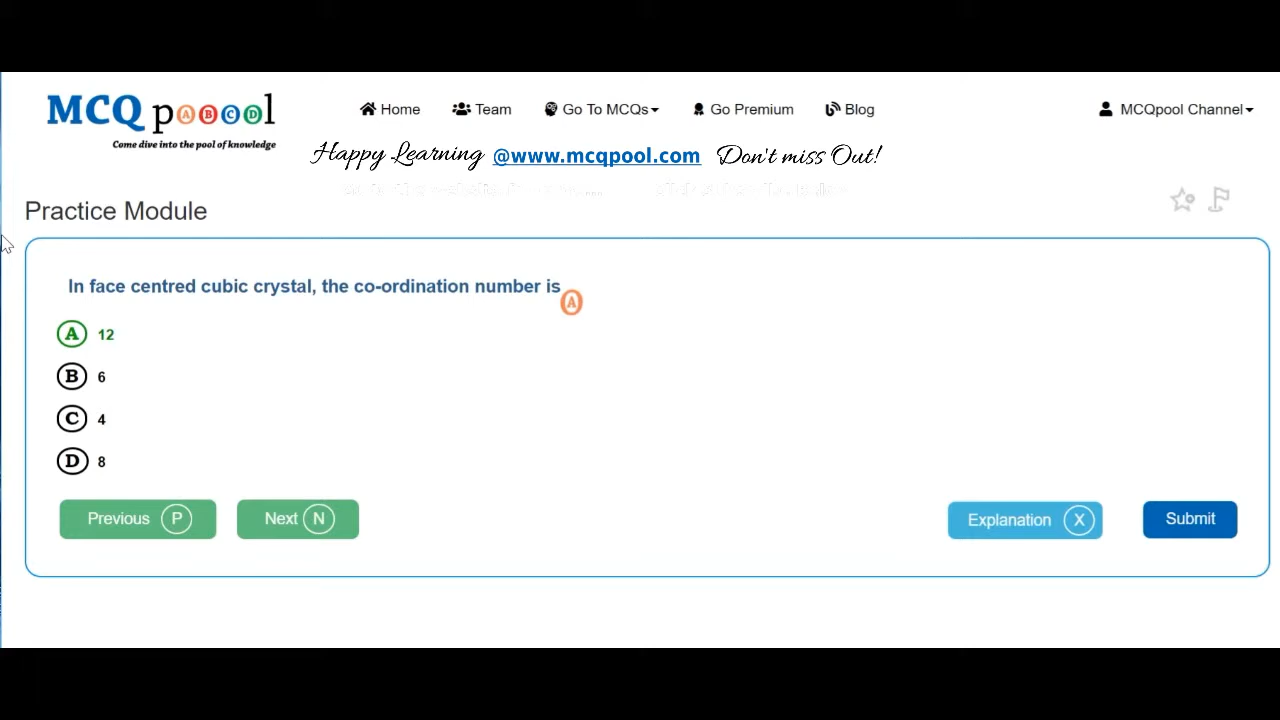 MCQ pABCDl
Come dive into the pool of knowledge
Home Team Go To MCQs Go Premium Blog MCQpool Channel
Happy Learning @www.mcqpool.com Don't miss Out!
Practice Module
In face centred cubic crystal, the co-ordination number is A
A 12
B 6
C 4
D 8
Previous P Next N Explanation X Submit